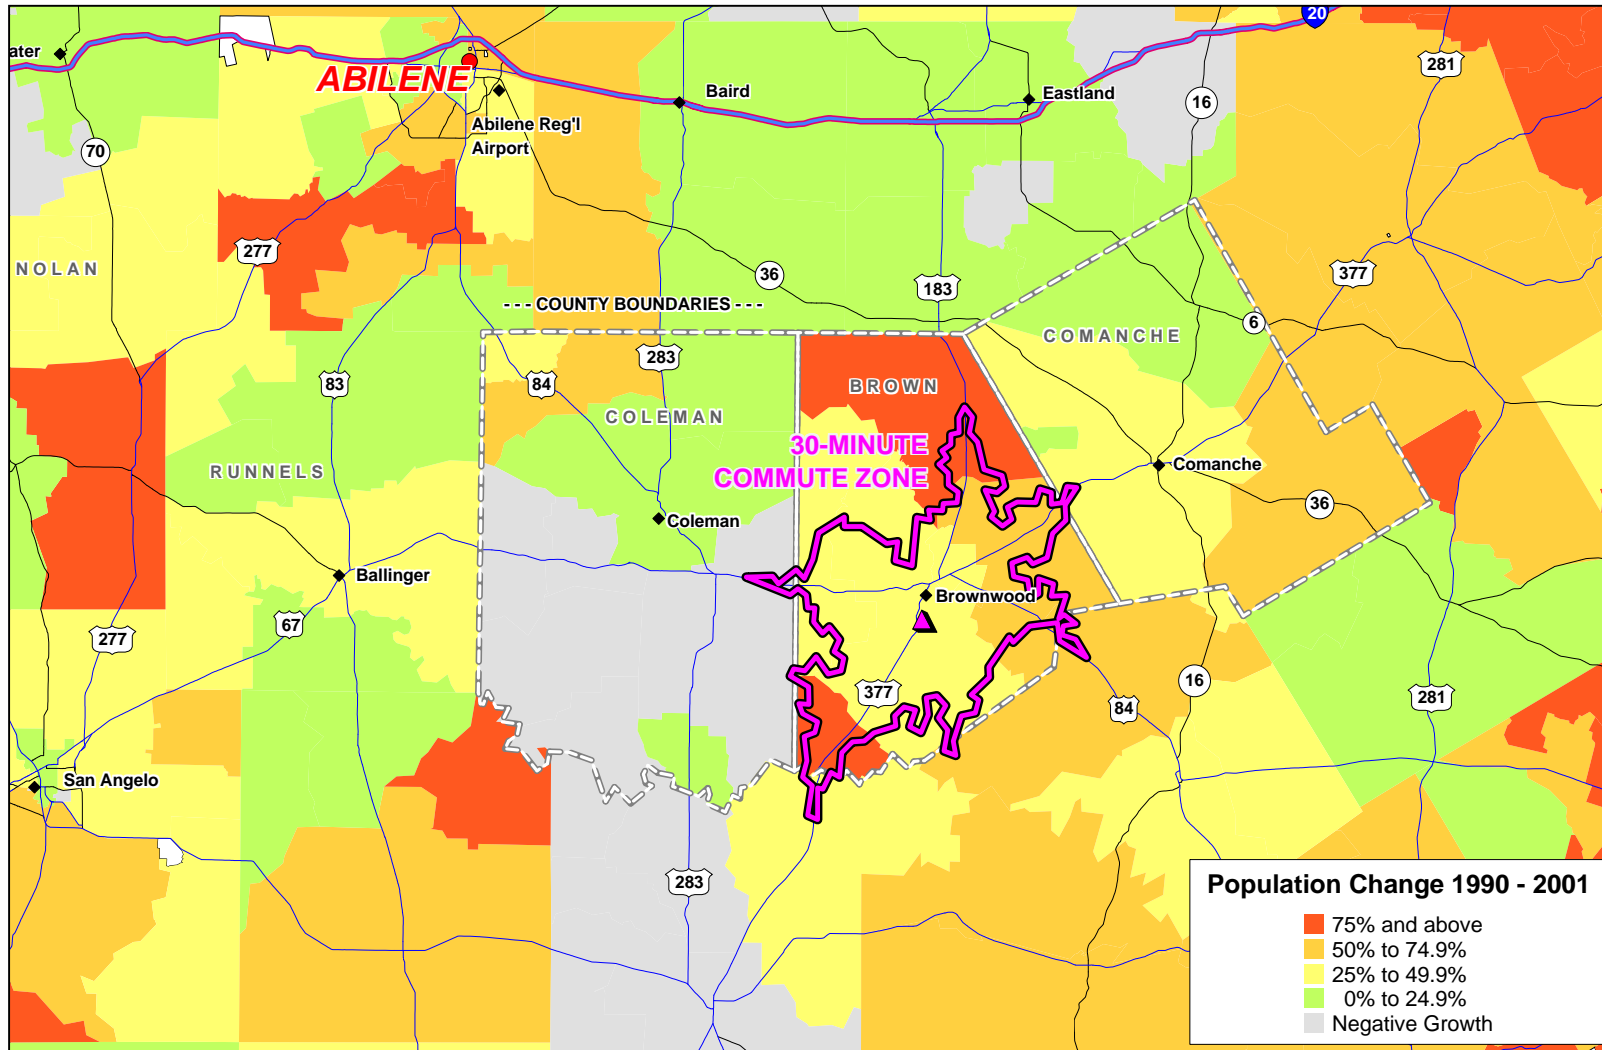 20
281
ater
ABILENE
Baird
Eastland
16
Abilene Reg'l
Airport
70
277
NOLAN
36
183
377
--- COUNTY BOUNDARIES ---
6
COMANCHE
283
83
84
BROWN
COLEMAN
30-MINUTE
COMMUTE ZONE
RUNNELS
Comanche
36
Coleman
Ballinger
Brownwood
67
277
16
377
281
84
San Angelo
283
Population Change 1990 - 2001
75% and above
50% to 74.9%
25% to 49.9%
0% to 24.9%
Negative Growth